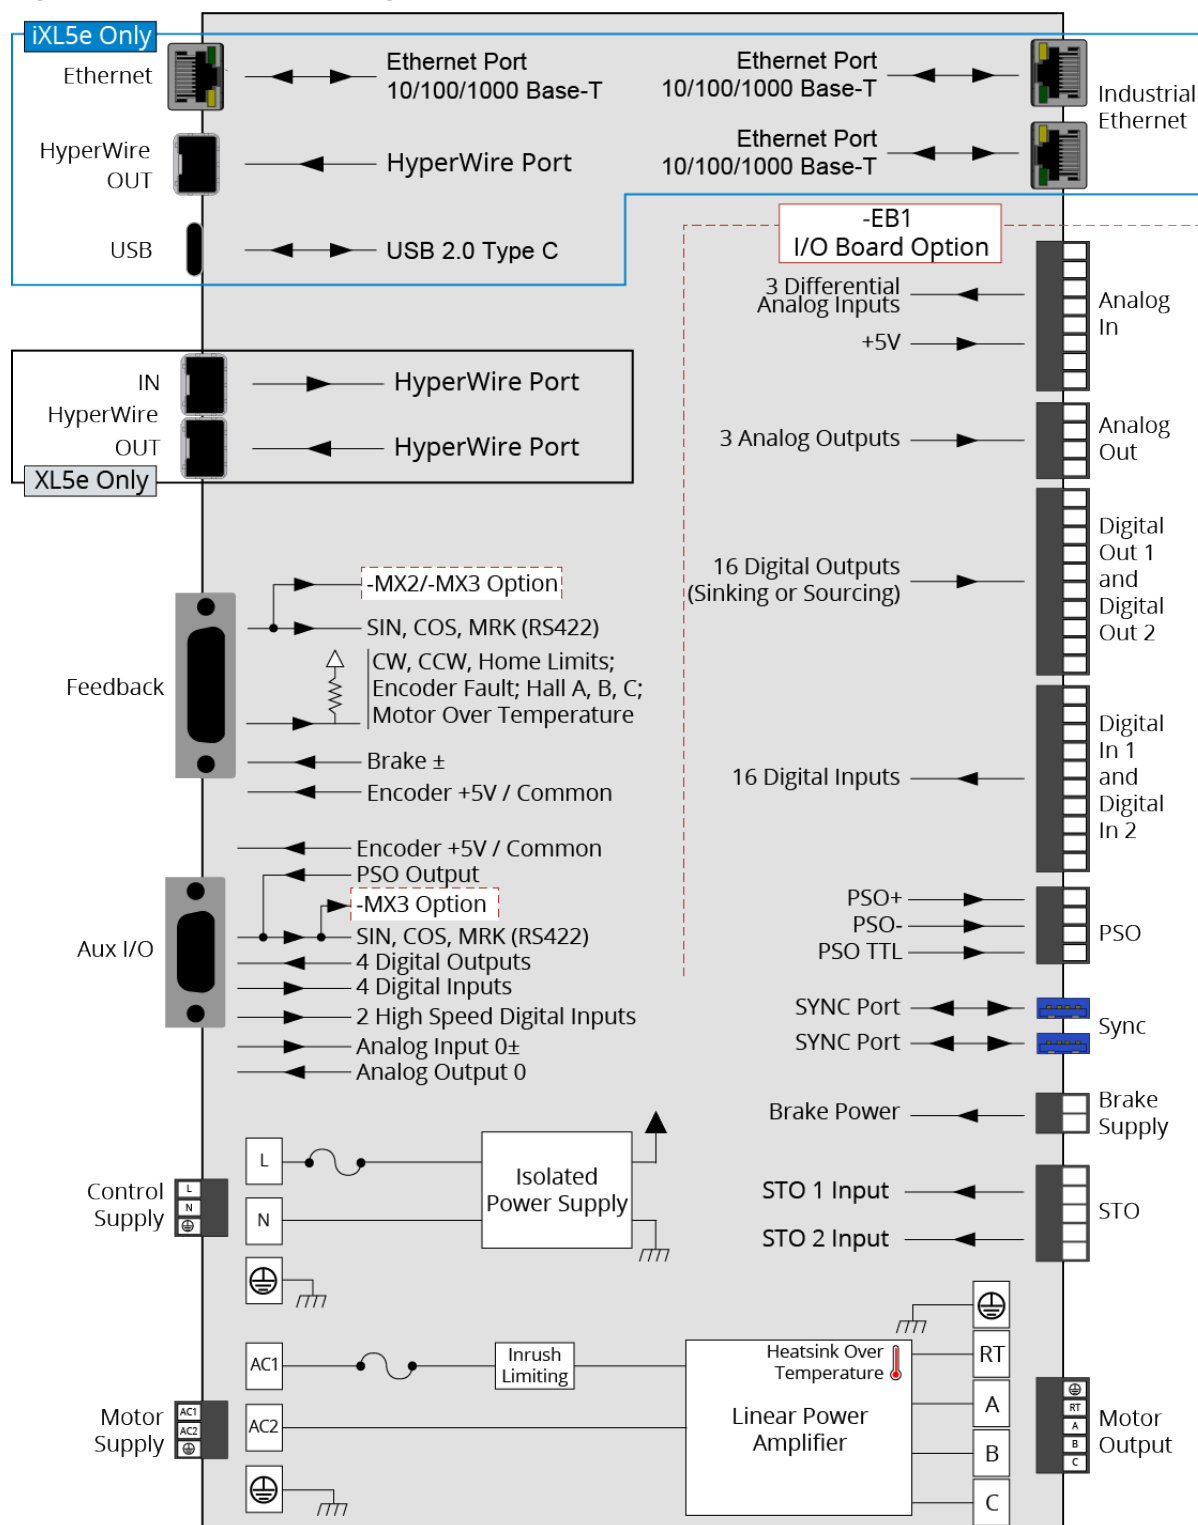 iXL5e Only
Ethernet
Ethernet Port
10/100/1000 Base-T
Ethernet Port
10/100/1000 Base-T
Industrial
Ethernet
HyperWire
OUT
HyperWire Port
Ethernet Port
10/100/1000 Base-T
USB
USB 2.0 Type C
-EB1
I/O Board Option
3 Differential
Analog Inputs
+5V
Analog
In
IN
HyperWire
OUT
HyperWire Port
HyperWire Port
XL5e Only
3 Analog Outputs
Analog
Out
16 Digital Outputs
(Sinking or Sourcing)
Digital
Out 1
and
Digital
Out 2
Feedback
-MX2/-MX3 Option
SIN, COS, MRK (RS422)
CW, CCW, Home Limits;
Encoder Fault; Hall A, B, C;
Motor Over Temperature
Brake ±
Encoder +5V / Common
16 Digital Inputs
Digital
In 1
and
Digital
In 2
Aux I/O
Encoder +5V / Common
PSO Output
-MX3 Option
SIN, COS, MRK (RS422)
4 Digital Outputs
4 Digital Inputs
2 High Speed Digital Inputs
Analog Input 0±
Analog Output 0
PSO+
PSO-
PSO TTL
PSO
SYNC Port
SYNC Port
Sync
Brake Power
Brake
Supply
Control
Supply
L
N
L
N
Isolated
Power Supply
STO 1 Input
STO 2 Input
STO
Motor
Supply
AC1
AC2
AC1
AC2
Inrush
Limiting
Heatsink Over
Temperature
Linear Power
Amplifier
RT
A
B
C
RT
A
B
C
Motor
Output